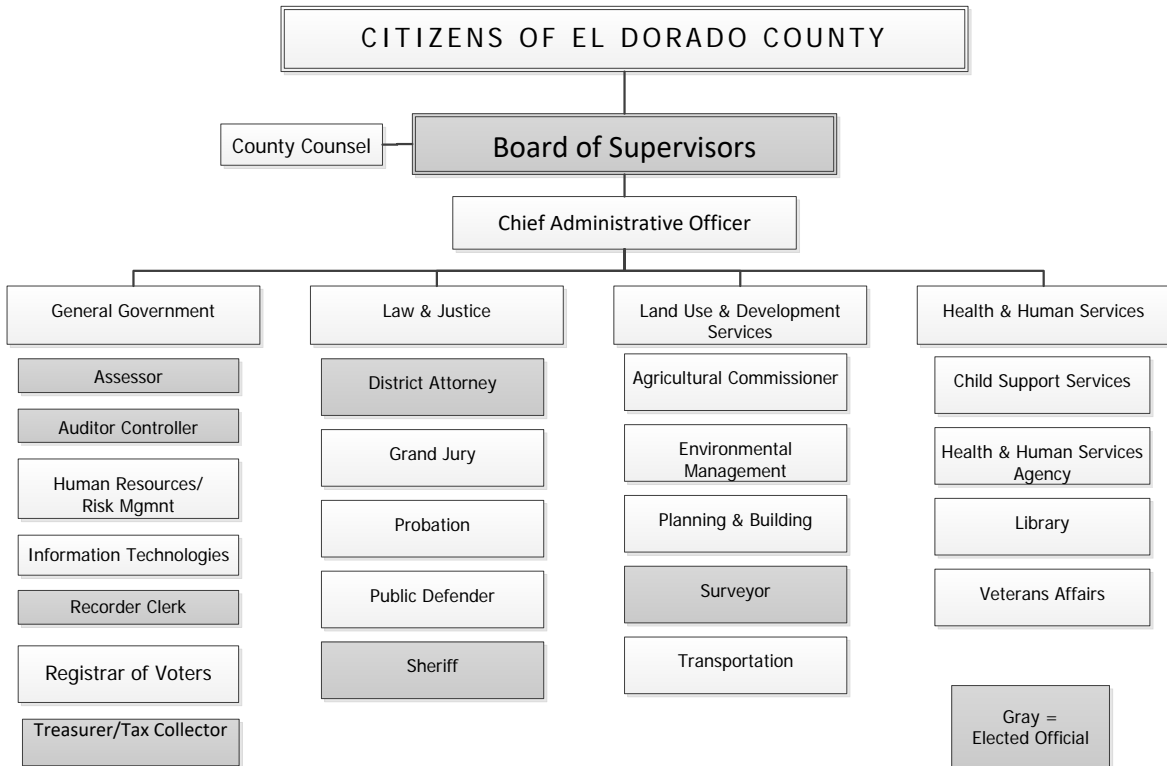 CITIZENS OF EL DORADO COUNTY
County Counsel
Board of Supervisors
Chief Administrative Officer
General Government
Assessor
Auditor Controller
Human Resources/
Risk Mgmnt
Information Technologies
Recorder Clerk
Registrar of Voters
Treasurer/Tax Collector
Law & Justice
District Attorney
Grand Jury
Probation
Public Defender
Sheriff
Land Use & Development
Services
Agricultural Commissioner
Environmental
Management
Planning & Building
Surveyor
Transportation
Health & Human Services
Child Support Services
Health & Human Services
Agency
Library
Veterans Affairs
Gray =
Elected Official